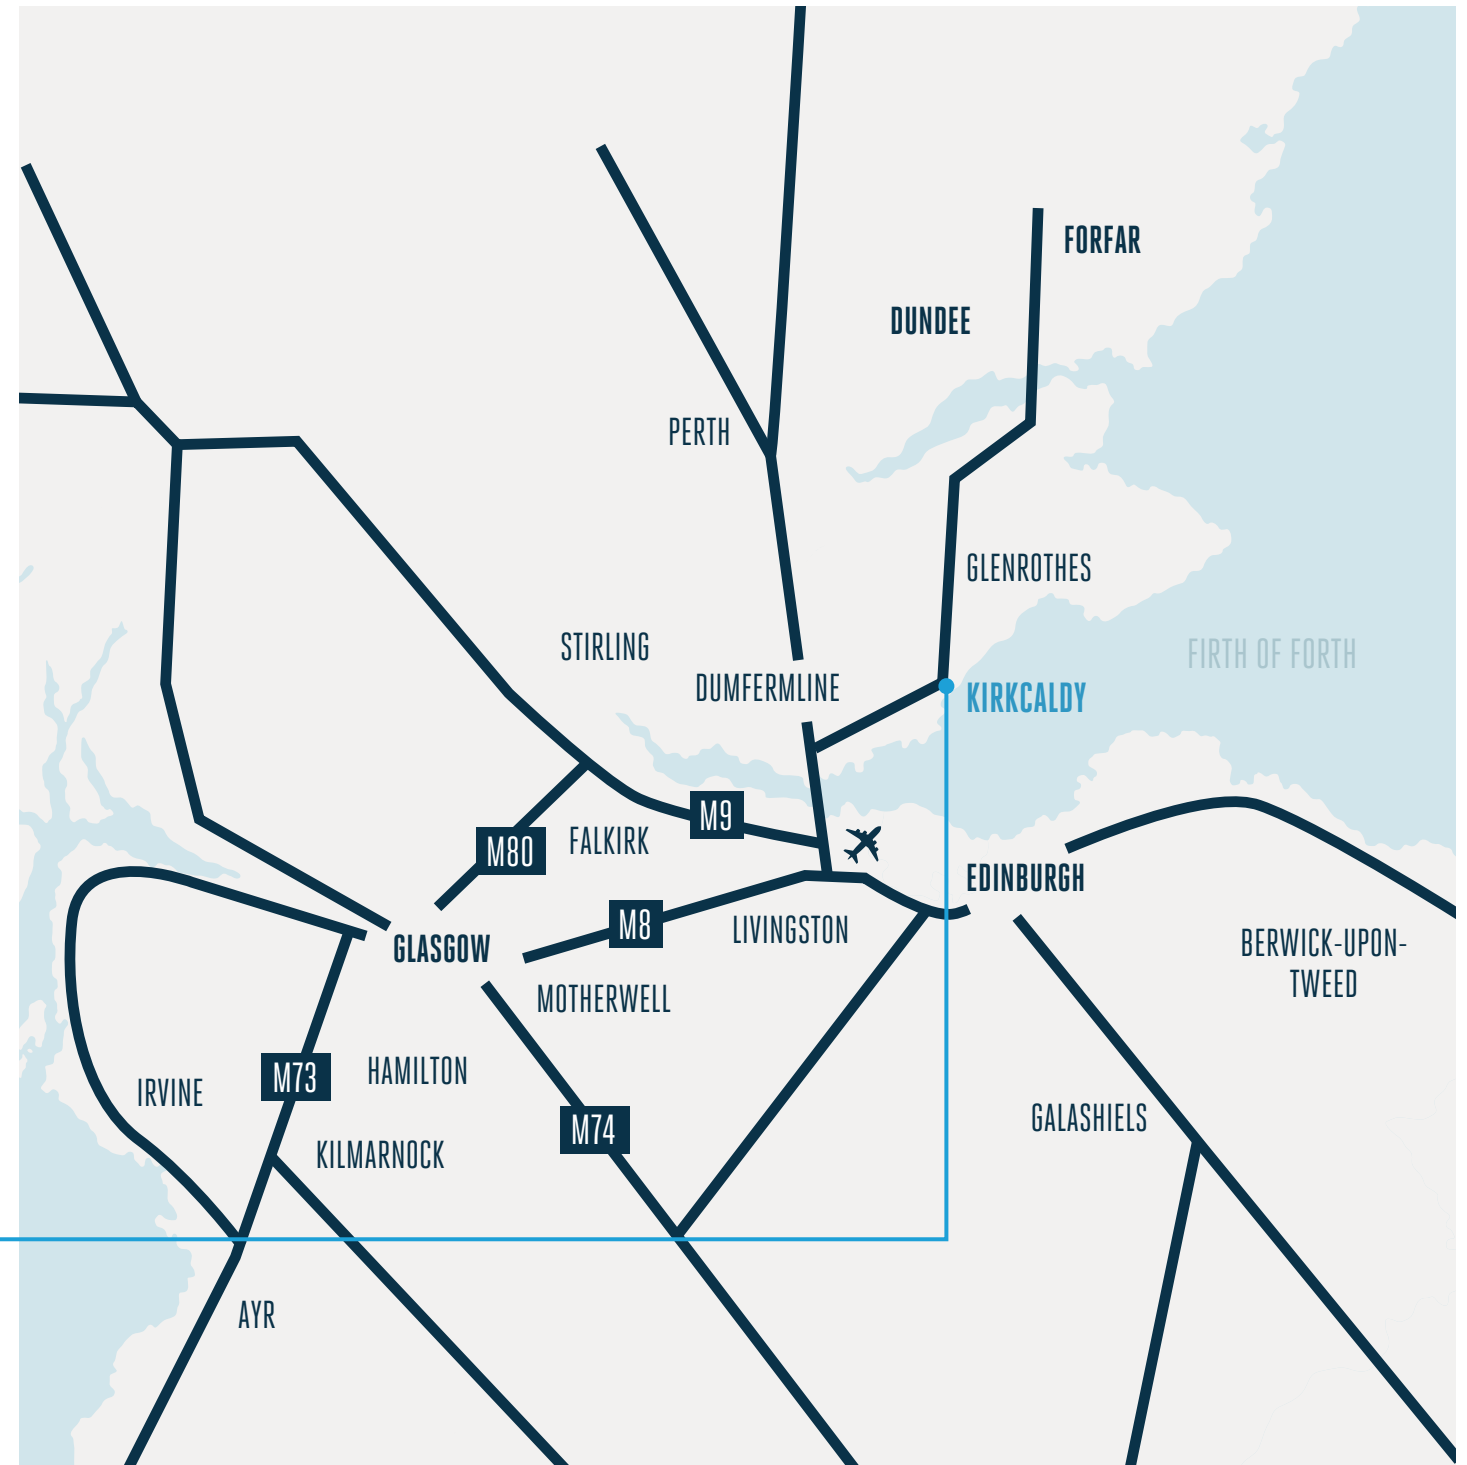 FORFAR
DUNDEE
PERTH
GLENROTHES
STIRLING
FIRTH OF FORTH
DUMFERMLINE
KIRKCALDY
M9
M80
FALKIRK
EDINBURGH
M8
LIVINGSTON
GLASGOW
BERWICK-UPON-
TWEED
MOTHERWELL
HAMILTON
M73
IRVINE
GALASHIELS
M74
KILMARNOCK
AYR